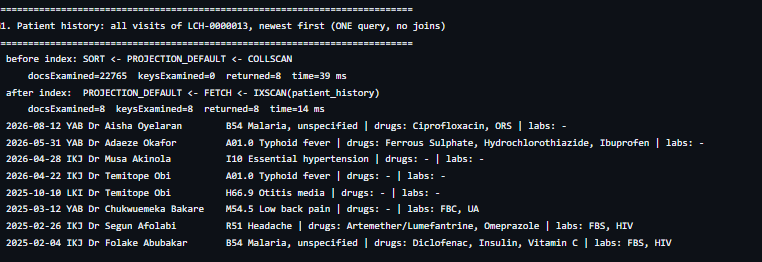 ==========================================================================
1. Patient history: all visits of LCH-0000013, newest first (ONE query, no joins)
==========================================================================
before index: SORT <- PROJECTION_DEFAULT <- COLLSCAN
docsExamined=22765 keysExamined=0 returned=8 time=39 ms
after index: PROJECTION_DEFAULT <- FETCH <- IXSCAN(patient_history)
docsExamined=8 keysExamined=8 returned=8 time=14 ms
2026-08-12 YAB Dr Aisha Oyelaran B54 Malaria, unspecified | drugs: Ciprofloxacin, ORS | labs: -
2026-05-31 YAB Dr Adaeze Okafor A01.0 Typhoid fever | drugs: Ferrous Sulphate, Hydrochlorothiazide, Ibuprofen | labs: -
2026-04-28 IKJ Dr Musa Akinola I10 Essential hypertension | drugs: - | labs: -
2026-04-22 IKJ Dr Temitope Obi A01.0 Typhoid fever | drugs: - | labs: -
2025-10-10 LKI Dr Temitope Obi H66.9 Otitis media | drugs: - | labs: -
2025-03-12 YAB Dr Chukwuemeka Bakare M54.5 Low back pain | drugs: - | labs: FBC, UA
2025-02-26 IKJ Dr Segun Afolabi R51 Headache | drugs: Artemether/Lumefantrine, Omeprazole | labs: FBS, HIV
2025-02-04 IKJ Dr Folake Abubakar B54 Malaria, unspecified | drugs: Diclofenac, Insulin, Vitamin C | labs: FBS, HIV